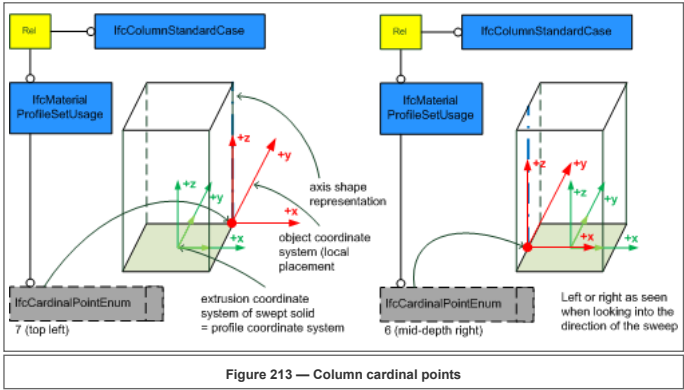 Rel
IfcColumnStandardCase
IfcMaterial
ProfileSetUsage
+z
+y
+x
+z
+y
+x
axis shape
representation
object coordinate
system (local
placement
extrusion coordinate
system of swept solid
= profile coordinate system
IfcCardinalPointEnum
7 (top left)
Rel
IfcColumnStandardCase
IfcMaterial
ProfileSetUsage
+z
+y
+x
+z
+y
+x
IfcCardinalPointEnum
6 (mid-depth right)
Left or right as seen
when looking into the
direction of the sweep
Figure 213 — Column cardinal points